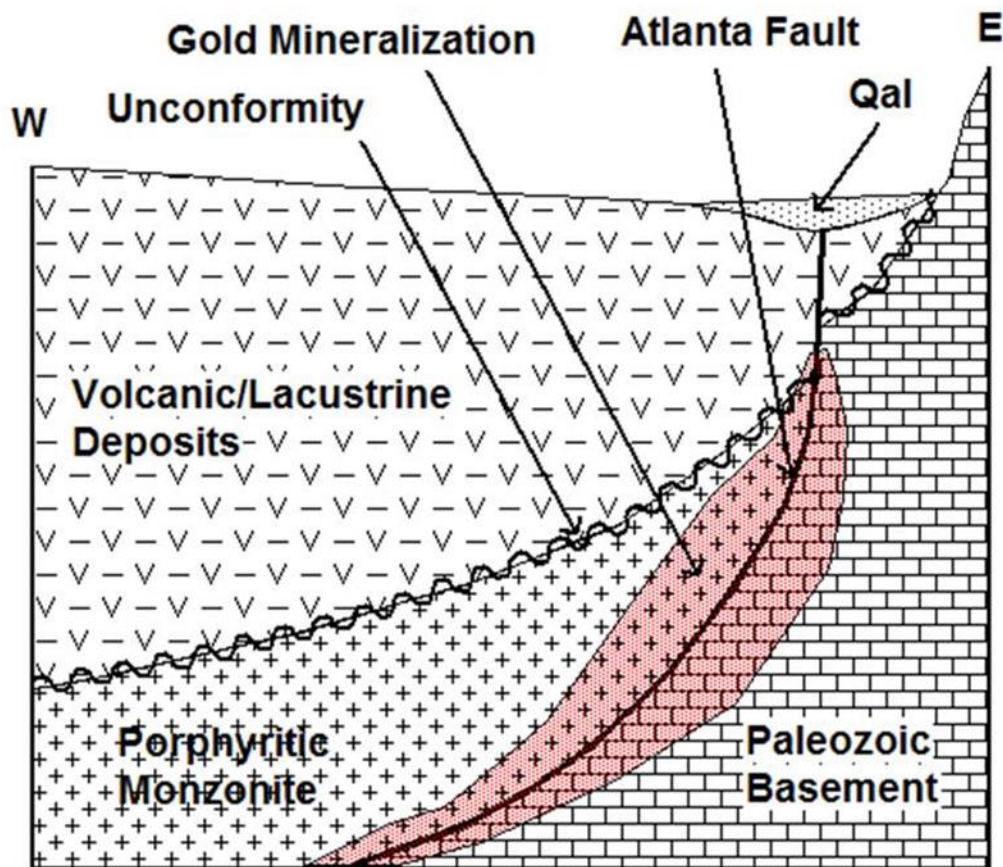 Gold Mineralization
Atlanta Fault
E
Unconformity
Qal
W
Volcanic/Lacustrine
Deposits
Porphyritic
Monzonite
Paleozoic
Basement